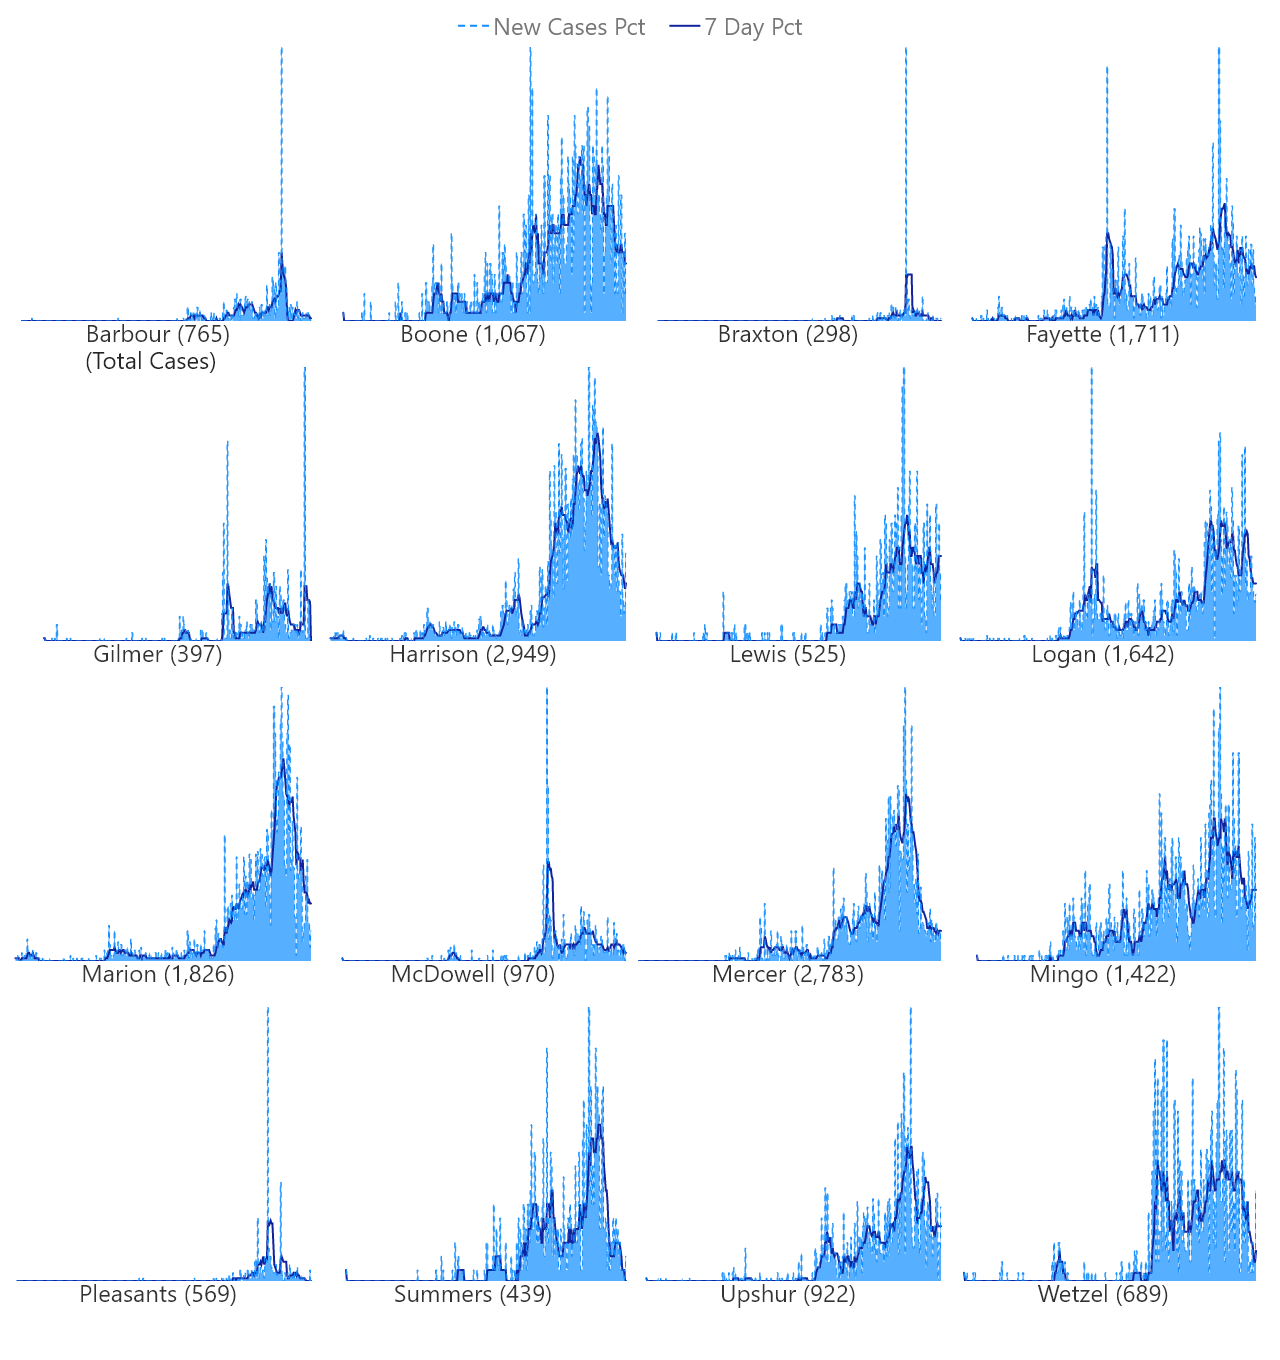 New Cases Pct 7 Day Pct
Barbour (765) Boone (1,067) Braxton (298) Fayette (1,711)
(Total Cases)
Gilmer (397) Harrison (2,949) Lewis (525) Logan (1,642)
Marion (1,826) McDowell (970) Mercer (2,783) Mingo (1,422)
Pleasants (569) Summers (439) Upshur (922) Wetzel (689)